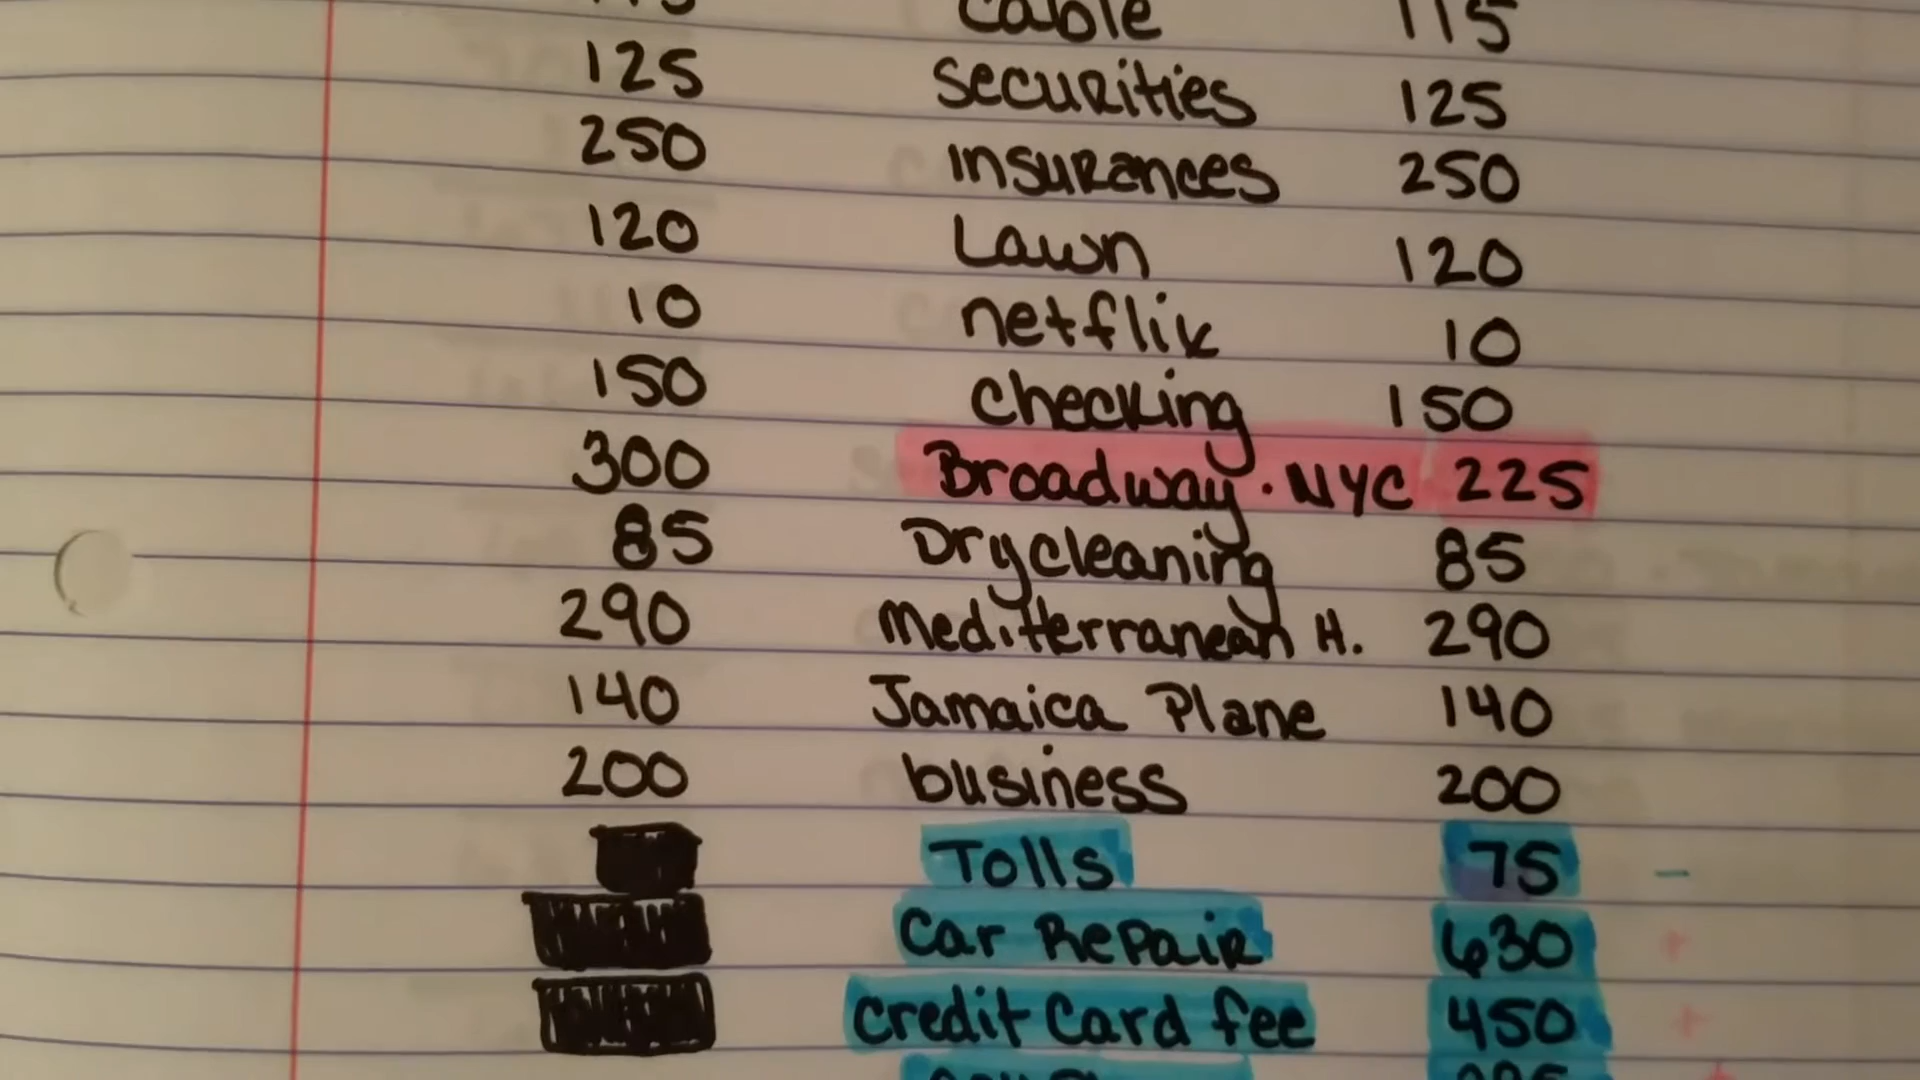 cable 115
125 securities 125
250 insurances 250
120 Lawn 120
10 netflix 10
150 checking 150
300 Broadway. NYC 225
85 Drycleaning 85
290 Mediterranean H. 290
140 Jamaica Plane 140
200 business 200
Tolls 75 -
Car Repair 630 +
Credit Card fee 450 +